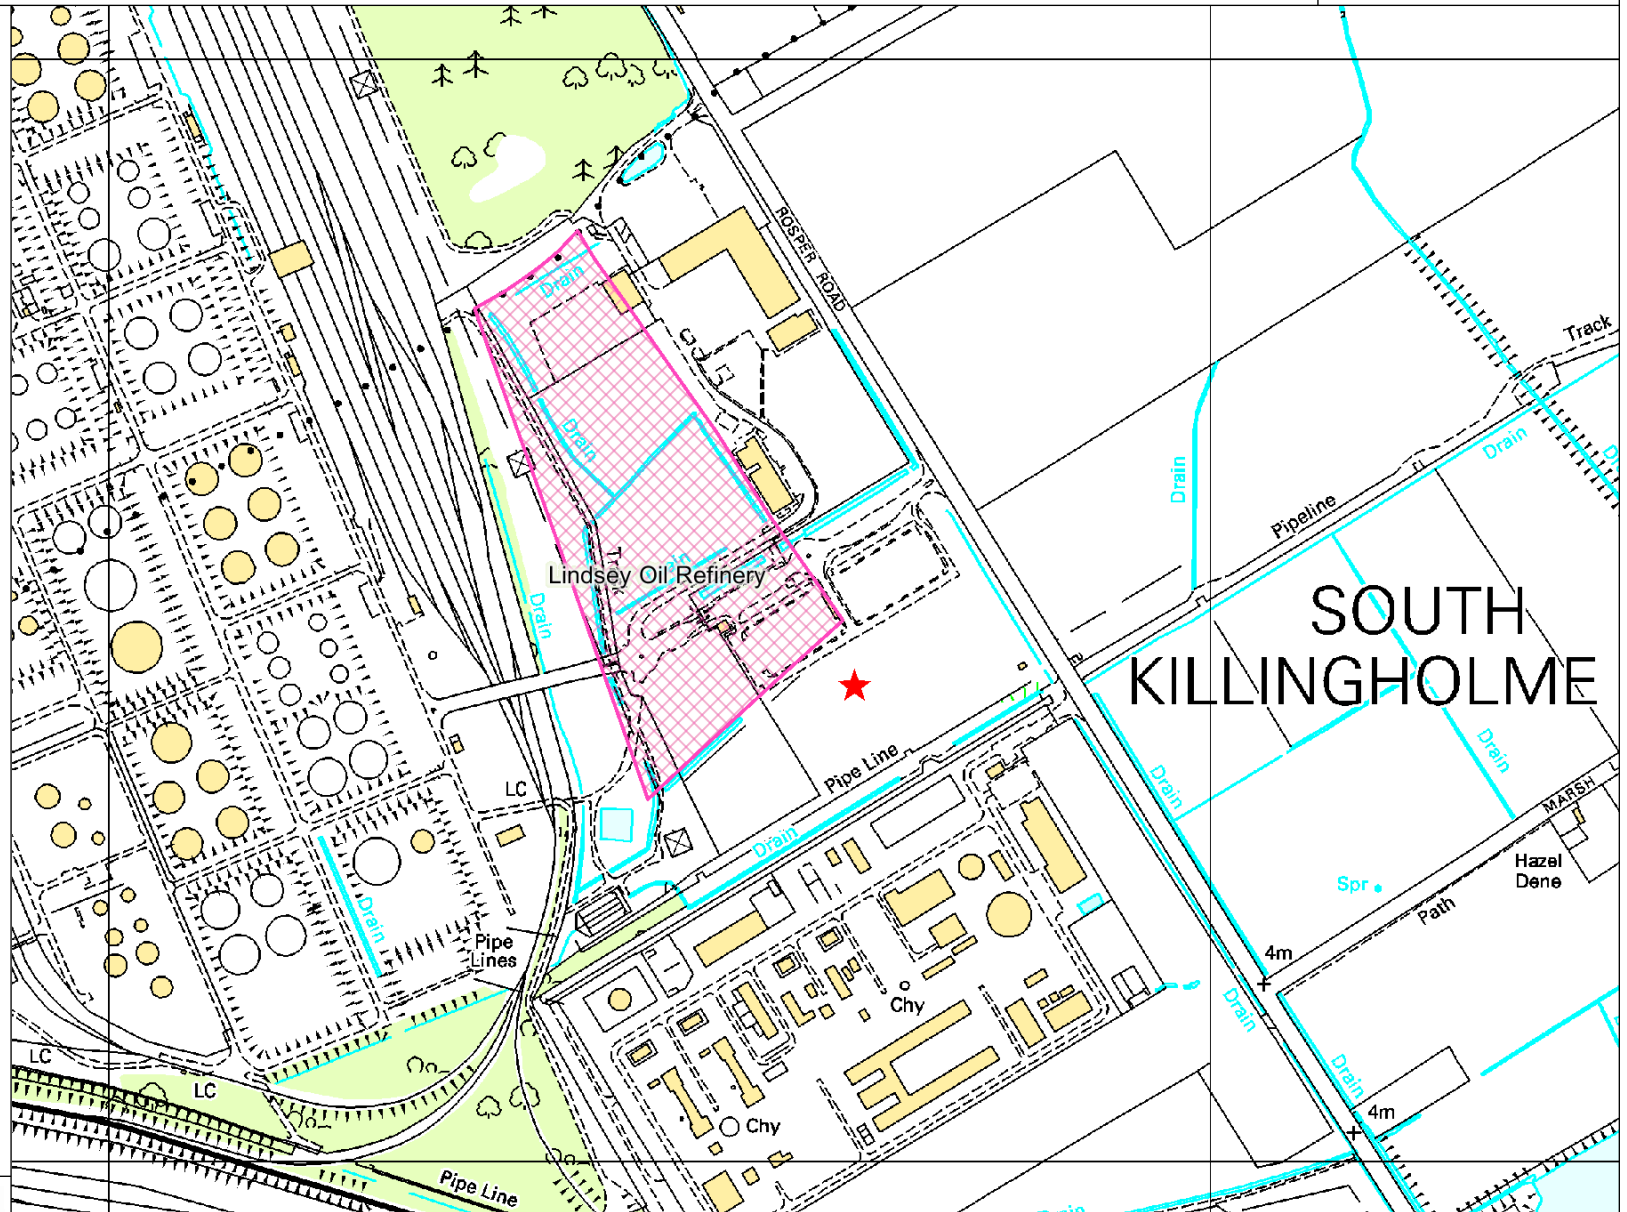 ROSPER ROAD
Drain
Track
Drain
Drain
Drain
Pipeline
Lindsey Oil Refinery
Drain
SOUTH
KILLINGHOLME
Drain
Pipe Line
Drain
LC
MARSH L
Drain
Hazel
Dene
Spr
Path
Drain
Pipe
Lines
4m
Chy
Drain
LC
LC
Drain
4m
Chy
Pipe Line
Drain